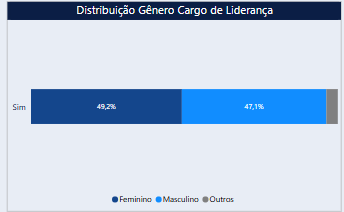 Distribuição Gênero Cargo de Liderança
Sim
49,2%
47,1%
Feminino Masculino Outros